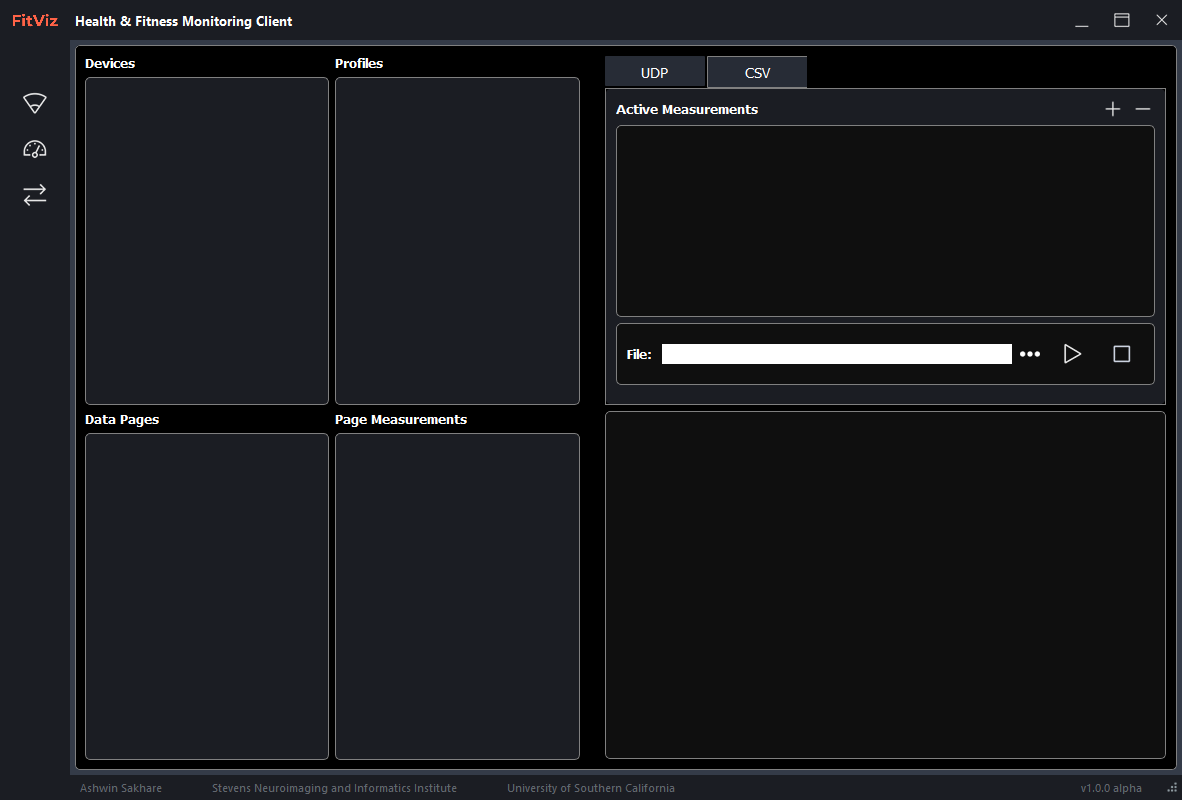 FitViz Health & Fitness Monitoring Client
Devices
Profiles
UDP
CSV
Active Measurements
File:
Data Pages
Page Measurements
Ashwin Sakhare
Stevens Neuroimaging and Informatics Institute
University of Southern California
v1.0.0 alpha